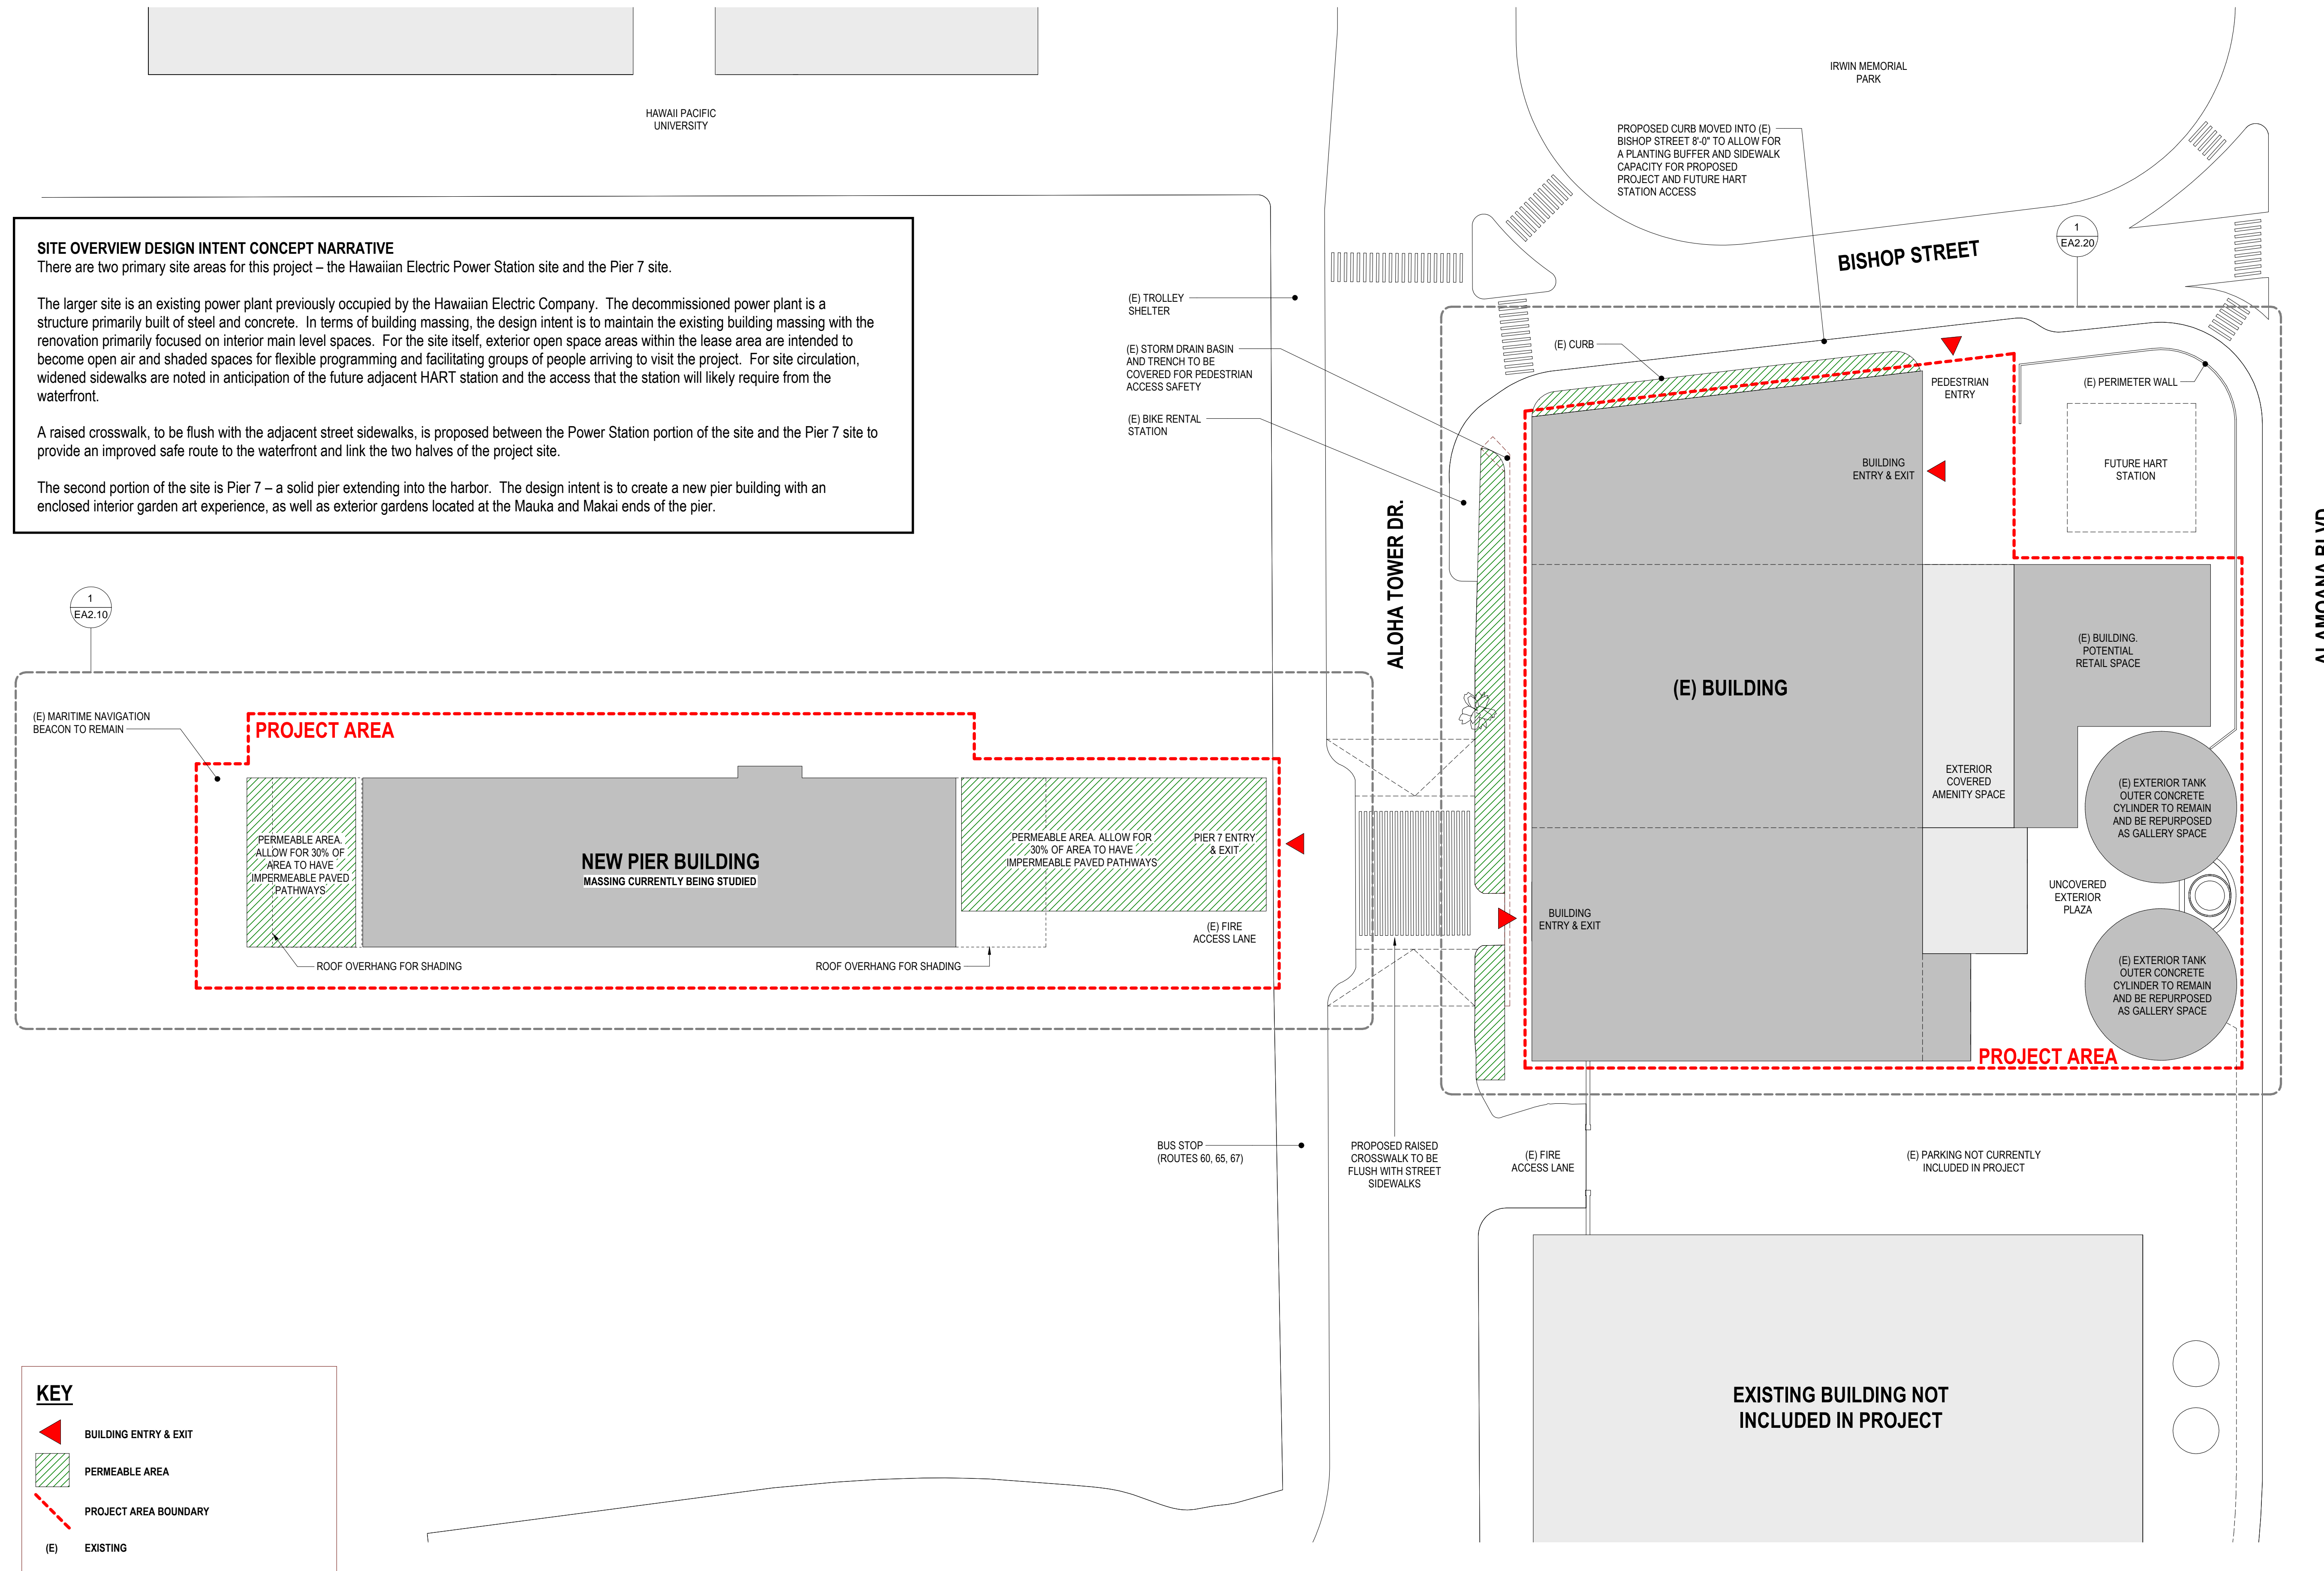 HAWAII PACIFIC
UNIVERSITY
IRWIN MEMORIAL
PARK
PROPOSED CURB MOVED INTO (E)
BISHOP STREET 8'-0" TO ALLOW FOR
A PLANTING BUFFER AND SIDEWALK
CAPACITY FOR PROPOSED
PROJECT AND FUTURE HART
STATION ACCESS
BISHOP STREET
1
EA2.20
SITE OVERVIEW DESIGN INTENT CONCEPT NARRATIVE
There are two primary site areas for this project – the Hawaiian Electric Power Station site and the Pier 7 site.
The larger site is an existing power plant previously occupied by the Hawaiian Electric Company.  The decommissioned power plant is a
structure primarily built of steel and concrete.  In terms of building massing, the design intent is to maintain the existing building massing with the
renovation primarily focused on interior main level spaces.  For the site itself, exterior open space areas within the lease area are intended to
become open air and shaded spaces for flexible programming and facilitating groups of people arriving to visit the project.  For site circulation,
widened sidewalks are noted in anticipation of the future adjacent HART station and the access that the station will likely require from the
waterfront.
A raised crosswalk, to be flush with the adjacent street sidewalks, is proposed between the Power Station portion of the site and the Pier 7 site to
provide an improved safe route to the waterfront and link the two halves of the project site.
The second portion of the site is Pier 7 – a solid pier extending into the harbor.  The design intent is to create a new pier building with an
enclosed interior garden art experience, as well as exterior gardens located at the Mauka and Makai ends of the pier.
(E) TROLLEY
SHELTER
(E) STORM DRAIN BASIN
AND TRENCH TO BE
COVERED FOR PEDESTRIAN
ACCESS SAFETY
(E) BIKE RENTAL
STATION
(E) CURB
PEDESTRIAN
ENTRY
(E) PERIMETER WALL
BUILDING
ENTRY & EXIT
FUTURE HART
STATION
ALOHA TOWER DR.
ALAMOANA BLVD
1
EA2.10
(E) BUILDING.
POTENTIAL
RETAIL SPACE
(E) BUILDING
(E) MARITIME NAVIGATION
BEACON TO REMAIN
PROJECT AREA
EXTERIOR
COVERED
AMENITY SPACE
(E) EXTERIOR TANK
OUTER CONCRETE
CYLINDER TO REMAIN
AND BE REPURPOSED
AS GALLERY SPACE
PERMEABLE AREA.
ALLOW FOR 30% OF
AREA TO HAVE
IMPERMEABLE PAVED
PATHWAYS
NEW PIER BUILDING
MASSING CURRENTLY BEING STUDIED
PERMEABLE AREA. ALLOW FOR
30% OF AREA TO HAVE
IMPERMEABLE PAVED PATHWAYS
PIER 7 ENTRY
& EXIT
UNCOVERED
EXTERIOR
PLAZA
BUILDING
ENTRY & EXIT
(E) FIRE
ACCESS LANE
ROOF OVERHANG FOR SHADING
ROOF OVERHANG FOR SHADING
(E) EXTERIOR TANK
OUTER CONCRETE
CYLINDER TO REMAIN
AND BE REPURPOSED
AS GALLERY SPACE
PROJECT AREA
BUS STOP
(ROUTES 60, 65, 67)
PROPOSED RAISED
CROSSWALK TO BE
FLUSH WITH STREET
SIDEWALKS
(E) FIRE
ACCESS LANE
(E) PARKING NOT CURRENTLY
INCLUDED IN PROJECT
EXISTING BUILDING NOT
INCLUDED IN PROJECT
KEY
BUILDING ENTRY & EXIT
PERMEABLE AREA
PROJECT AREA BOUNDARY
(E) EXISTING